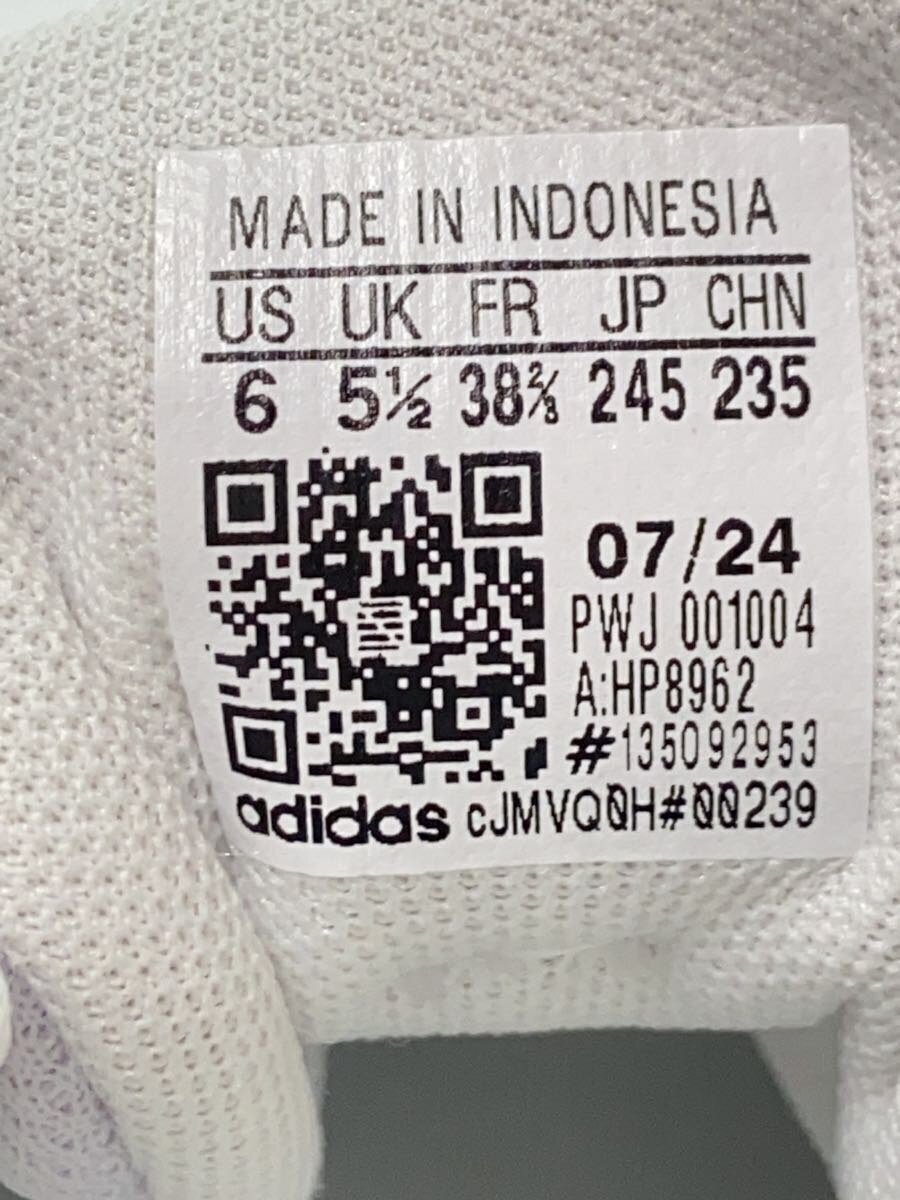 MADE IN INDONESIA
US UK FR JP CHN
6 5½ 38⅔ 245 235
07/24
PWJ 001004
A:HP8962
#135092953
adidas cJMVQ0H#00239